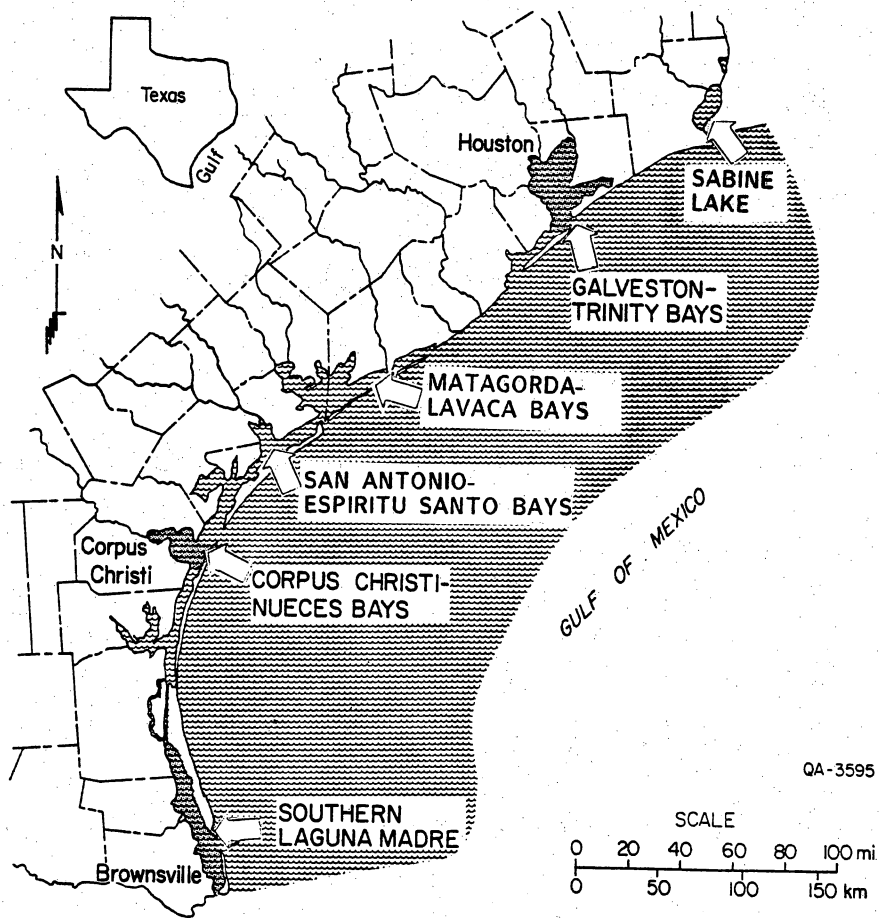 Texas
Gulf
Houston
SABINE
LAKE
N
GALVESTON-
TRINITY BAYS
MATAGORDA-
LAVACA BAYS
SAN ANTONIO-
ESPIRITU SANTO BAYS
Corpus
Christi
CORPUS CHRISTI-
NUECES BAYS
GULF OF MEXICO
QA-3595
SOUTHERN
LAGUNA MADRE
Brownsville
SCALE
0 20 40 60 80 100 mi.
0 50 100 150 km